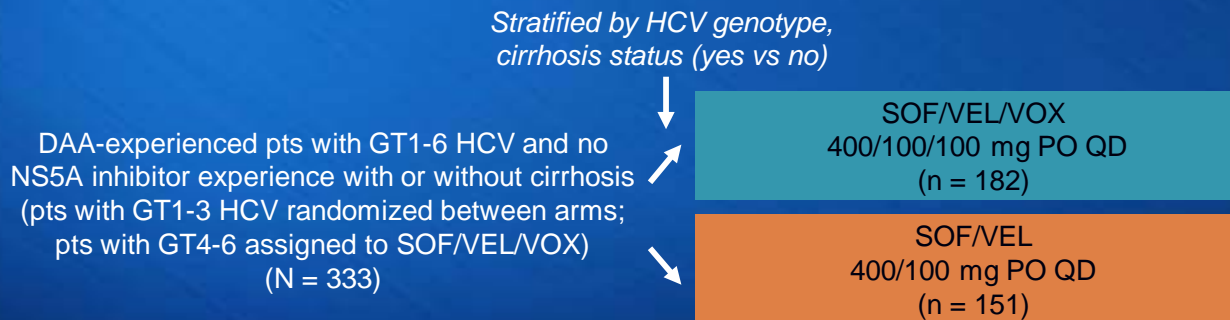 Stratified by HCV genotype,
cirrhosis status (yes vs no)
DAA-experienced pts with GT1-6 HCV and no
NS5A inhibitor experience with or without cirrhosis
(pts with GT1-3 HCV randomized between arms;
pts with GT4-6 assigned to SOF/VEL/VOX)
(N = 333)
SOF/VEL/VOX
400/100/100 mg PO QD
(n = 182)
SOF/VEL
400/100 mg PO QD
(n = 151)